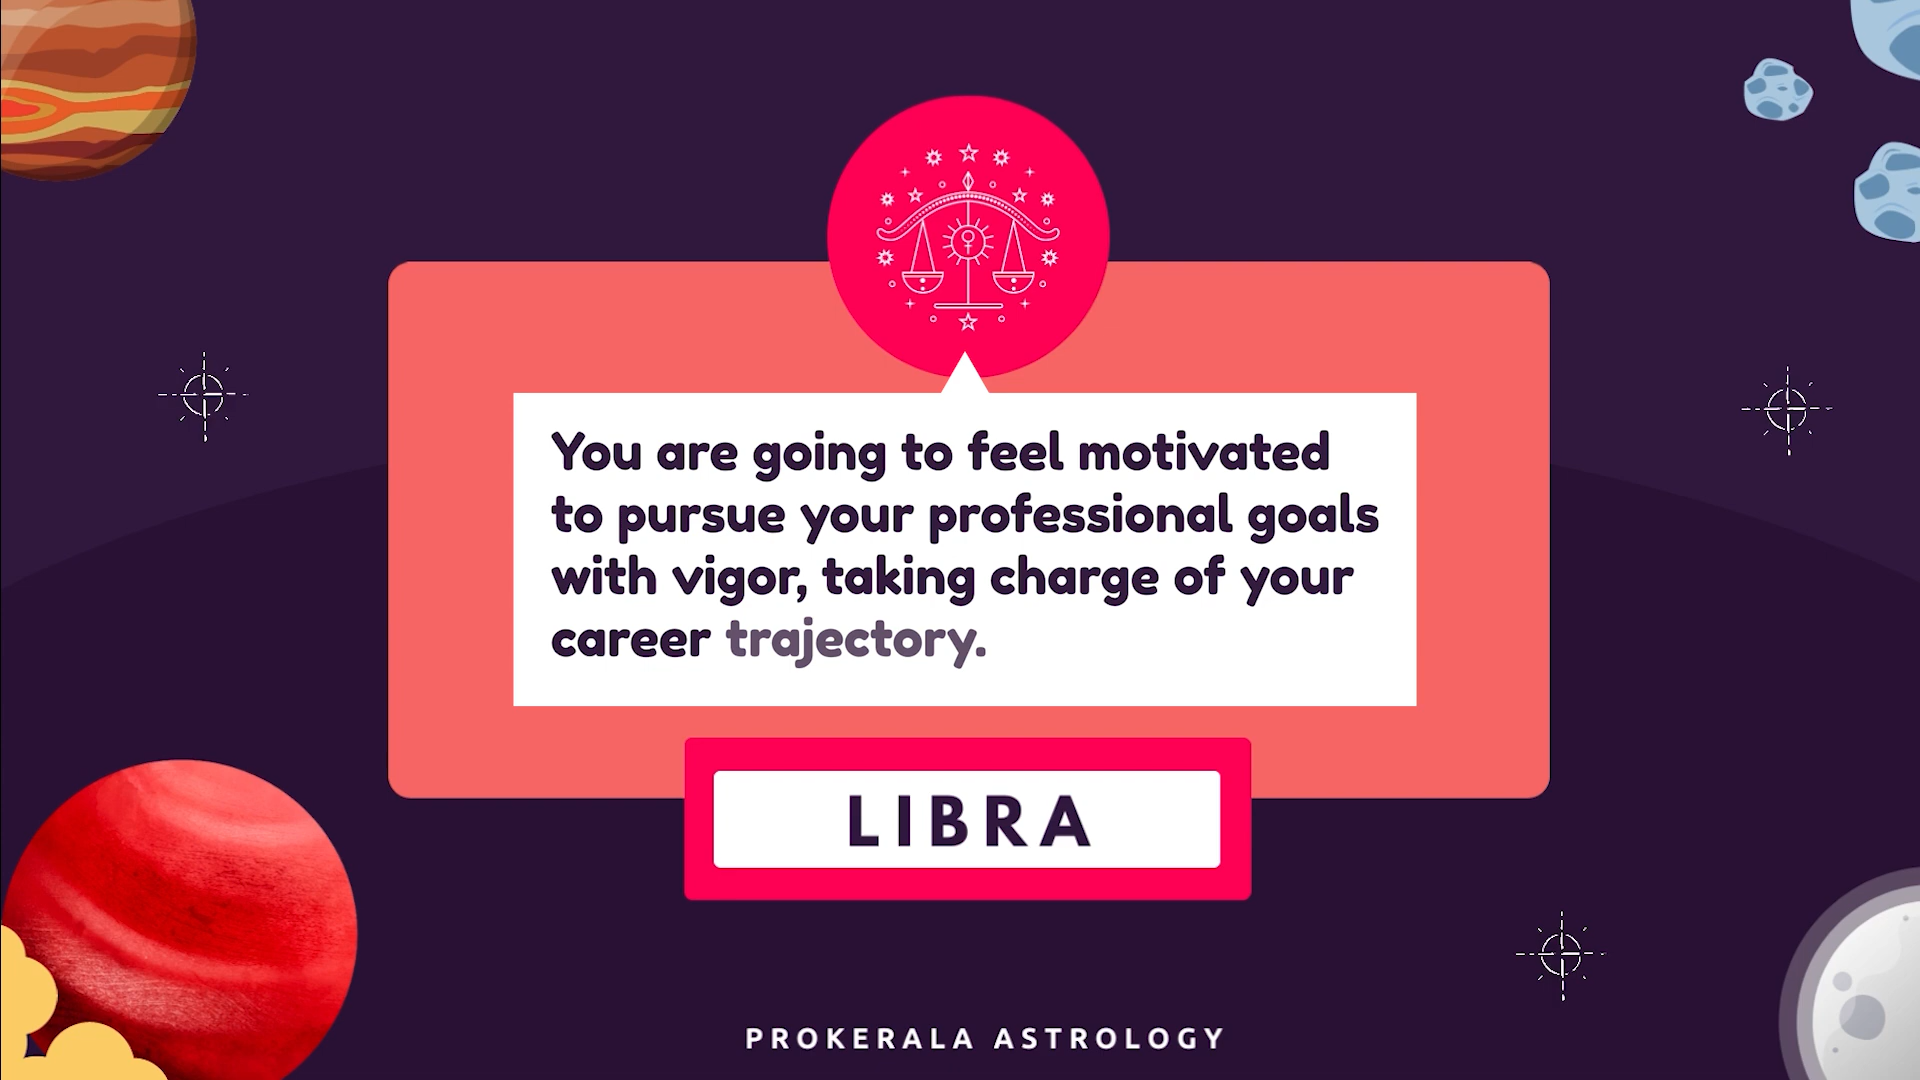 You are going to feel motivated
to pursue your professional goals
with vigor, taking charge of your
career trajectory.
LIBRA
PROKERALA ASTROLOGY